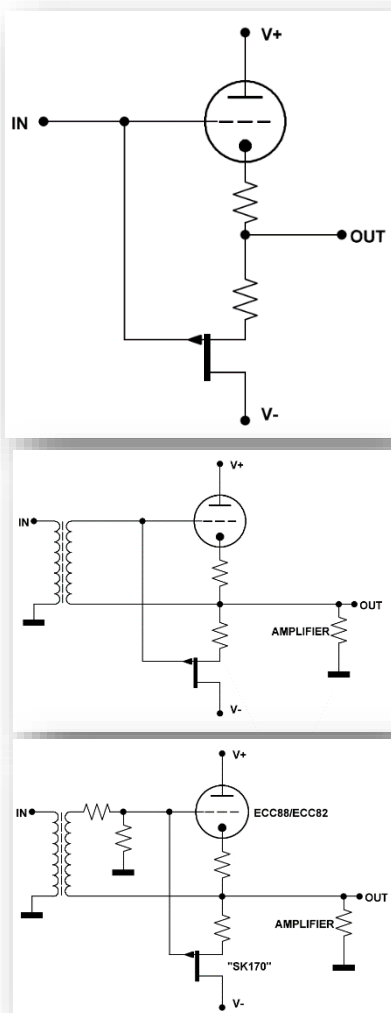 V+
IN
OUT
V-
V+
IN
OUT
AMPLIFIER
V-
V+
IN
ECC88/ECC82
OUT
AMPLIFIER
"SK170"
V-